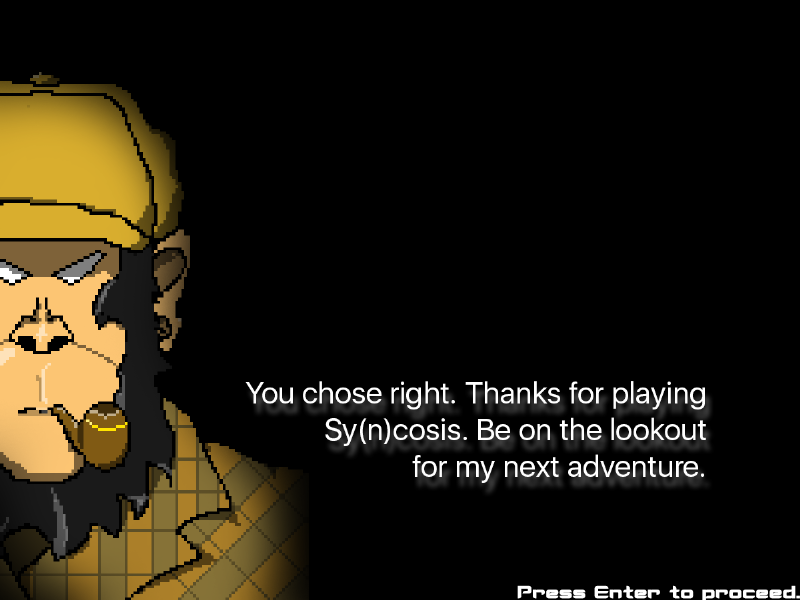 You chose right. Thanks for playing
Sy(n)cosis. Be on the lookout
for my next adventure.
Press Enter to proceed.